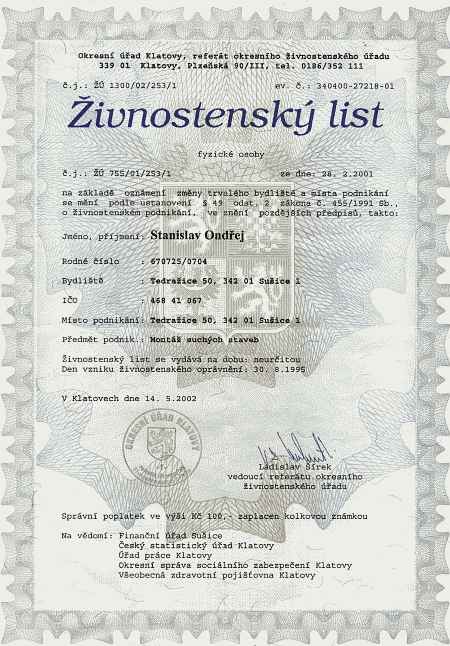 Okresní úřad Klatovy, referát okresního živnostenského úřadu
339 01 Klatovy, Plzeňská 90/III, tel. 0186/352 111
č.j.: ŽÚ 1300/02/253/1 ev. č.: 340400-27218-01
Živnostenský list
fyzické osoby
č.j.: ŽÚ 755/01/253/1 ze dne: 28. 2.2001
na základě oznámení změny trvalého bydliště a místa podnikání
se mění podle ustanovení § 49 odst. 2 zákona č. 455/1991 Sb.,
o živnostenském podnikání, ve znění pozdějších předpisů, takto:
Jméno, příjmení: Stanislav Ondřej
Rodné číslo : 670725/0704
Bydliště : Tedražice 50, 342 01 Sušice 1
IČO : 468 41 067
Místo podnikání: Tedražice 50, 342 01 Sušice 1
Předmět podnik.: Montáž suchých staveb
Živnostenský list se vydává na dobu: neurčitou
Den vzniku živnostenského oprávnění: 30. 8.1995
V Klatovech dne 14. 5.2002
OKRESNÍ ÚŘAD KLATOVY
Ladislav Šírek
vedoucí referátu okresního
živnostenského úřadu
Správní poplatek ve výši Kč 100,- zaplacen kolkovou známkou
Na vědomí: Finanční úřad Sušice
Český statistický úřad Klatovy
Úřad práce Klatovy
Okresní správa sociálního zabezpečení Klatovy
Všeobecná zdravotní pojišťovna Klatovy